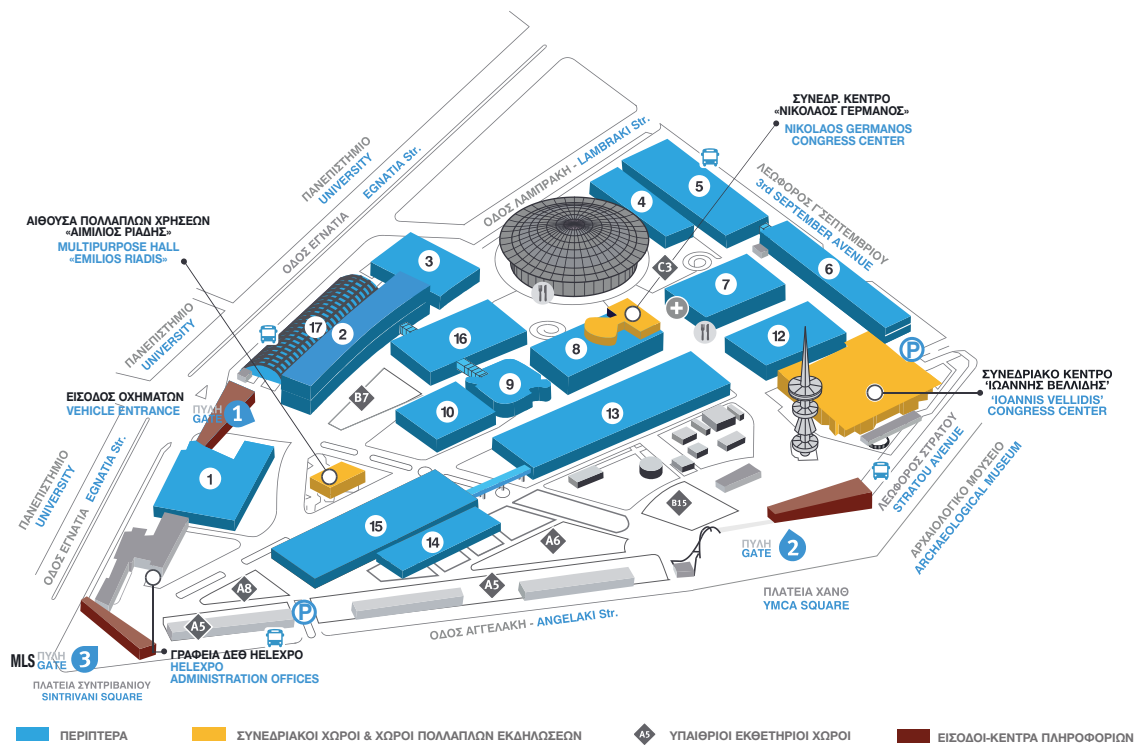 ΣΥΝΕΔΡ. ΚΕΝΤΡΟ
«ΝΙΚΟΛΑΟΣ ΓΕΡΜΑΝΟΣ»
NIKOLAOS GERMANOS
CONGRESS CENTER
ΠΑΝΕΠΙΣΤΗΜΙΟ
UNIVERSITY
EGNATIA Str.
ΟΔΟΣ ΕΓΝΑΤΙΑ
ΟΔΟΣ ΛΑΜΠΡΑΚΗ - LAMBRAKI Str.
ΛΕΩΦΟΡΟΣ Γ' ΣΕΠΤΕΜΒΡΙΟΥ
3rd SEPTEMBER AVENUE
ΑΙΘΟΥΣΑ ΠΟΛΛΑΠΛΩΝ ΧΡΗΣΕΩΝ
«ΑΙΜΙΛΙΟΣ ΡΙΑΔΗΣ»
MULTIPURPOSE HALL
«EMILIOS RIADIS»
5
4
3
C3
6
7
17
2
16
12
8
9
P
ΠΑΝΕΠΙΣΤΗΜΙΟ
UNIVERSITY
ΣΥΝΕΔΡΙΑΚΟ ΚΕΝΤΡΟ
'ΙΩΑΝΝΗΣ ΒΕΛΛΙΔΗΣ'
'IOANNIS VELLIDIS'
CONGRESS CENTER
ΕΙΣΟΔΟΣ ΟΧΗΜΑΤΩΝ
VEHICLE ENTRANCE
ΠΥΛΗ
GATE
1
B7
10
13
ΠΑΝΕΠΙΣΤΗΜΙΟ
UNIVERSITY
EGNATIA Str.
ΟΔΟΣ ΕΓΝΑΤΙΑ
1
ΛΕΩΦΟΡΟΣ ΣΤΡΑΤΟΥ
STRATOU AVENUE
ΑΡΧΑΙΟΛΟΓΙΚΟ ΜΟΥΣΕΙΟ
ARCHAEOLOGICAL MUSEUM
B15
15
14
A6
ΠΥΛΗ
GATE
2
A8
A5
A5
P
ΠΛΑΤΕΙΑ ΧΑΝΘ
YMCA SQUARE
ΟΔΟΣ ΑΓΓΕΛΑΚΗ - ANGELAKI Str.
MLS
ΠΥΛΗ
GATE
3
ΓΡΑΦΕΙΑ ΔΕΘ HELEXPO
HELEXPO
ADMINISTRATION OFFICES
ΠΛΑΤΕΙΑ ΣΥΝΤΡΙΒΑΝΙΟΥ
SINTRIVANI SQUARE
ΠΕΡΙΠΤΕΡΑ
ΣΥΝΕΔΡΙΑΚΟΙ ΧΩΡΟΙ & ΧΩΡΟΙ ΠΟΛΛΑΠΛΩΝ ΕΚΔΗΛΩΣΕΩΝ
A5
ΥΠΑΙΘΡΙΟΙ ΕΚΘΕΤΗΡΙΟΙ ΧΩΡΟΙ
ΕΙΣΟΔΟΙ-ΚΕΝΤΡΑ ΠΛΗΡΟΦΟΡΙΩΝ